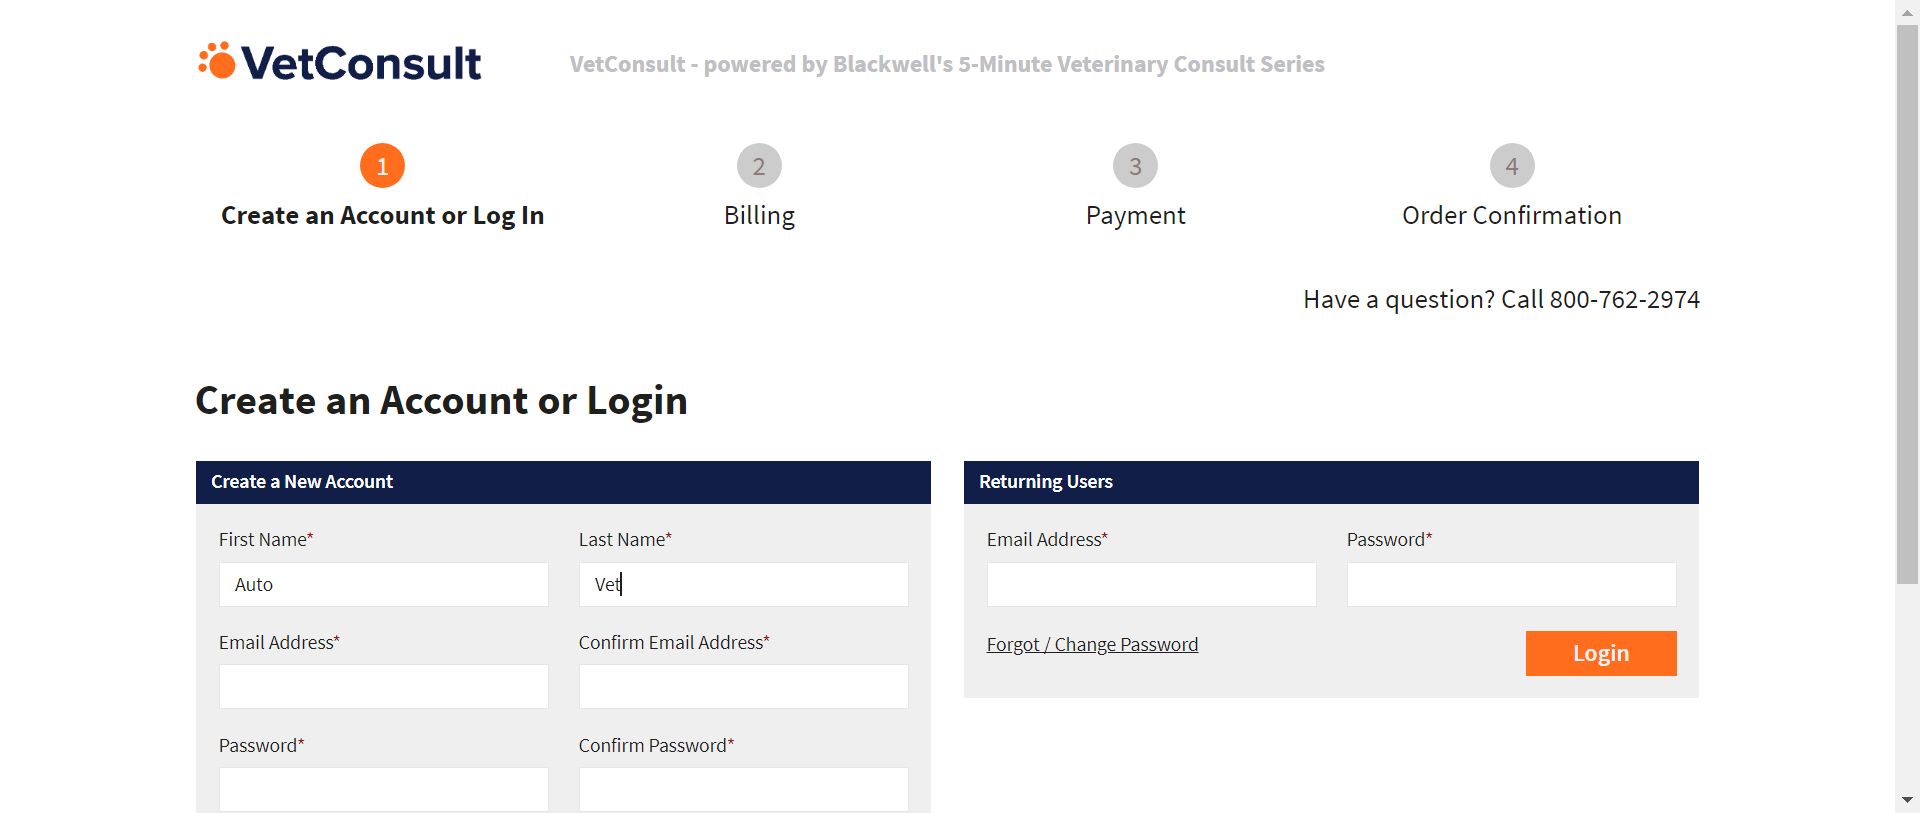 VetConsult
VetConsult - powered by Blackwell's 5-Minute Veterinary Consult Series
1
Create an Account or Log In
2
Billing
3
Payment
4
Order Confirmation
Have a question? Call 800-762-2974
Create an Account or Login
Create a New Account
First Name*
Last Name*
Auto
Vet
Email Address*
Confirm Email Address*
Password*
Confirm Password*
Returning Users
Email Address*
Password*
Forgot / Change Password
Login